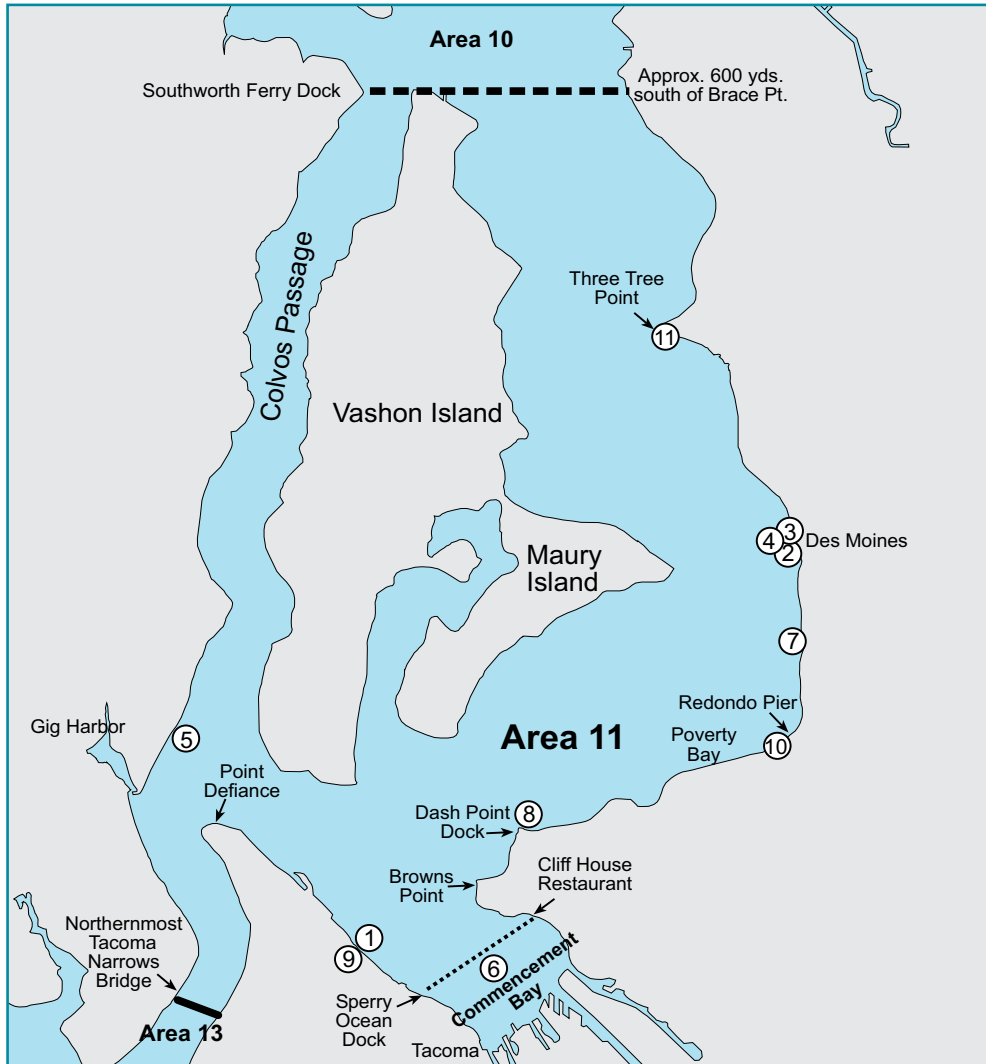 Area 10
Southworth Ferry Dock
Approx. 600 yds.
south of Brace Pt.
Colvos Passage
Three Tree
Point
11
Vashon Island
3
4
Des Moines
2
Maury
Island
7
Redondo Pier
Gig Harbor
5
Area 11
Poverty
Bay
10
Point
Defiance
Dash Point
Dock
8
Browns
Point
Cliff House
Restaurant
Northernmost
Tacoma
Narrows
Bridge
1
9
6
Commencement
Bay
Sperry
Ocean
Dock
Area 13
Tacoma